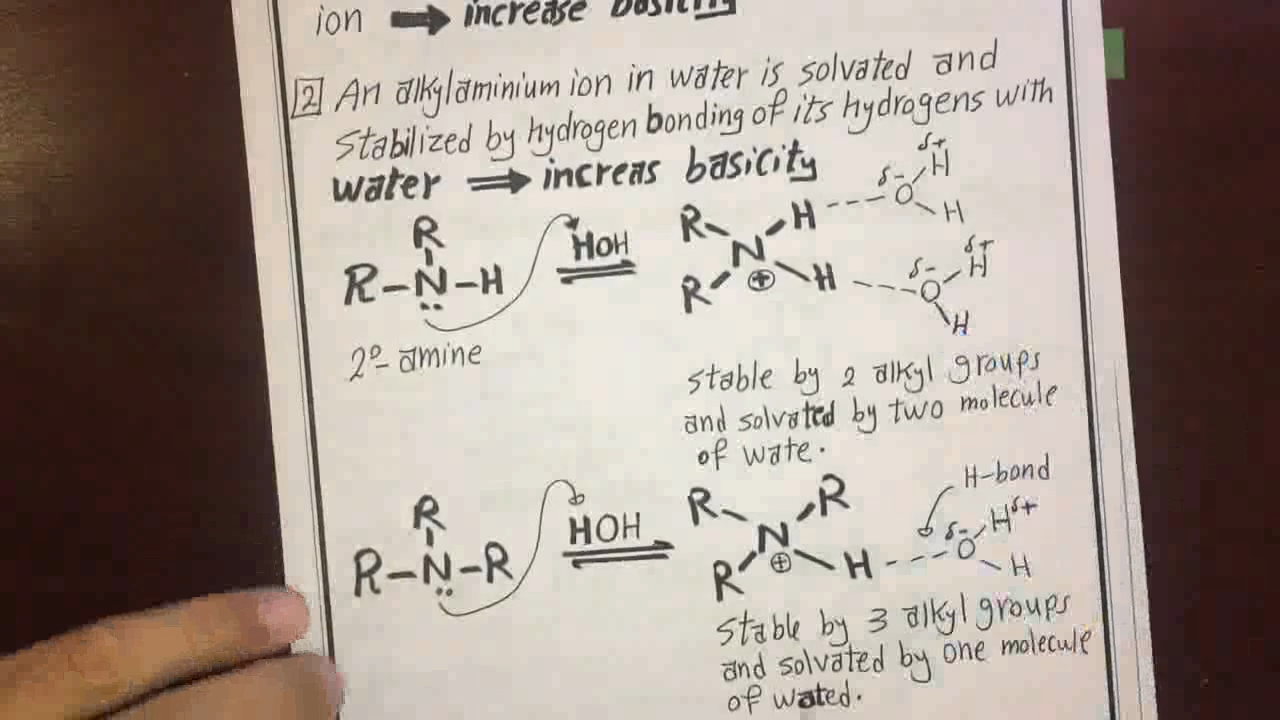 ion ➡ increase basicity
2 An alkylaminium ion in water is solvated and
stabilized by hydrogen bonding of its hydrogens with
water ⟹ increas basicity
R
R–N–H
HOH
2º- amine
R H
N
R ⊕ H
δ- O H δ+
H
δ- O H δ+
H
stable by 2 alkyl groups
and solvated by two molecule
of wate.
R
R–N–R
HOH
R R
N
R ⊕ H
H-bond
δ- O H δ+
H
stable by 3 alkyl groups
and solvated by one molecule
of wated.